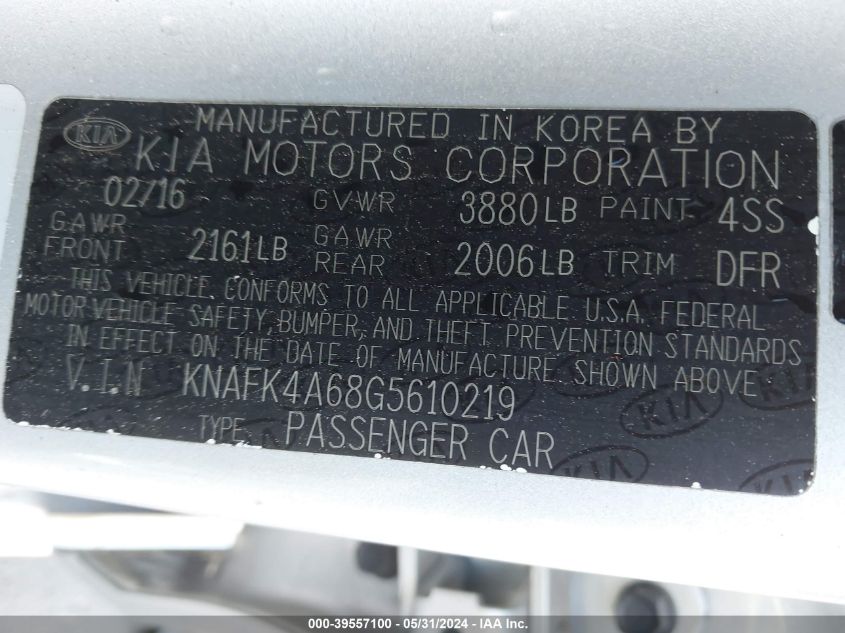 KIA MANUFACTURED IN KOREA BY
KIA MOTORS CORPORATION
02/16 GVWR 3880LB PAINT 4SS
GAWR FRONT 2161LB GAWR REAR 2006LB TRIM DFR
THIS VEHICLE CONFORMS TO ALL APPLICABLE U.S.A. FEDERAL
MOTOR VEHICLE SAFETY, BUMPER, AND THEFT PREVENTION STANDARDS
IN EFFECT ON THE DATE OF MANUFACTURE SHOWN ABOVE
V.I.N KNAFK4A68G5610219
TYPE PASSENGER CAR
KIA
KIA
KIA
000-39557100 - 05/31/2024 - IAA Inc.